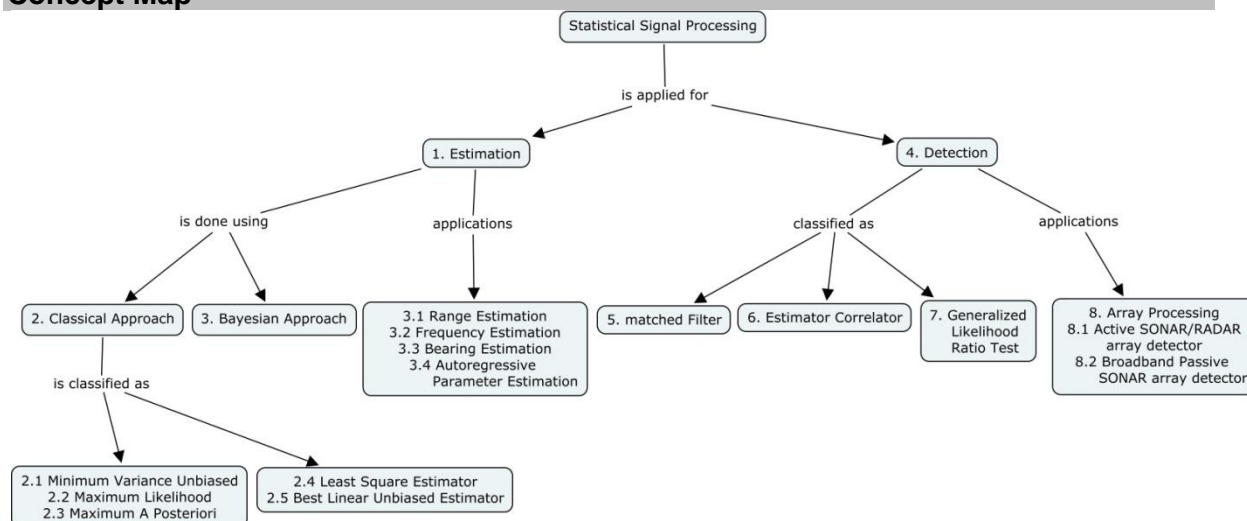 Concept Map
Statistical Signal Processing
is applied for
1. Estimation
4. Detection
is done using
applications
classified as
applications
2. Classical Approach
3. Bayesian Approach
3.1 Range Estimation
3.2 Frequency Estimation
3.3 Bearing Estimation
3.4 Autoregressive
Parameter Estimation
5. matched Filter
6. Estimator Correlator
7. Generalized
Likelihood
Ratio Test
8. Array Processing
8.1 Active SONAR/RADAR
array detector
8.2 Broadband Passive
SONAR array detector
is classified as
2.1 Minimum Variance Unbiased
2.2 Maximum Likelihood
2.3 Maximum A Posteriori
2.4 Least Square Estimator
2.5 Best Linear Unbiased Estimator